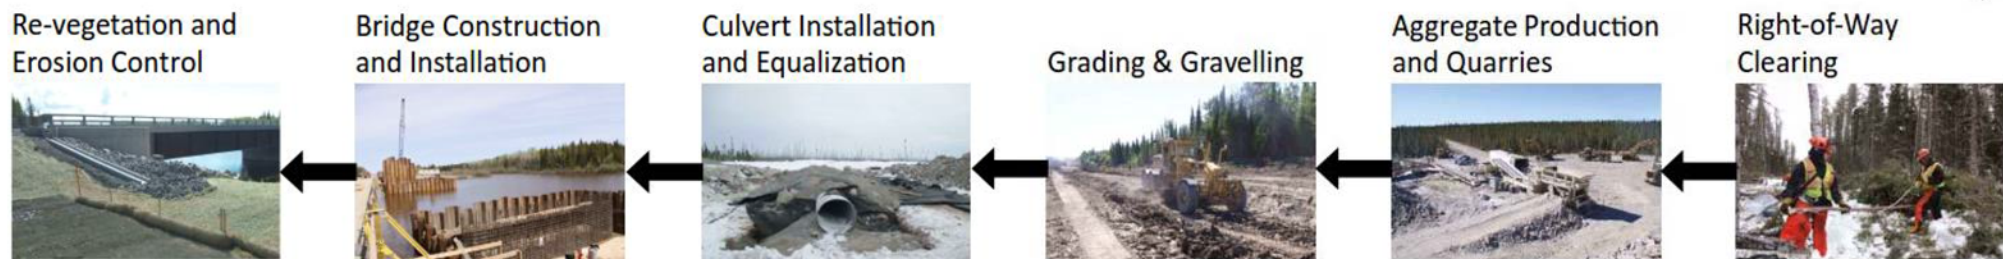 Re-vegetation and
Erosion Control
Bridge Construction
and Installation
Culvert Installation
and Equalization
Grading & Gravelling
Aggregate Production
and Quarries
Right-of-Way
Clearing